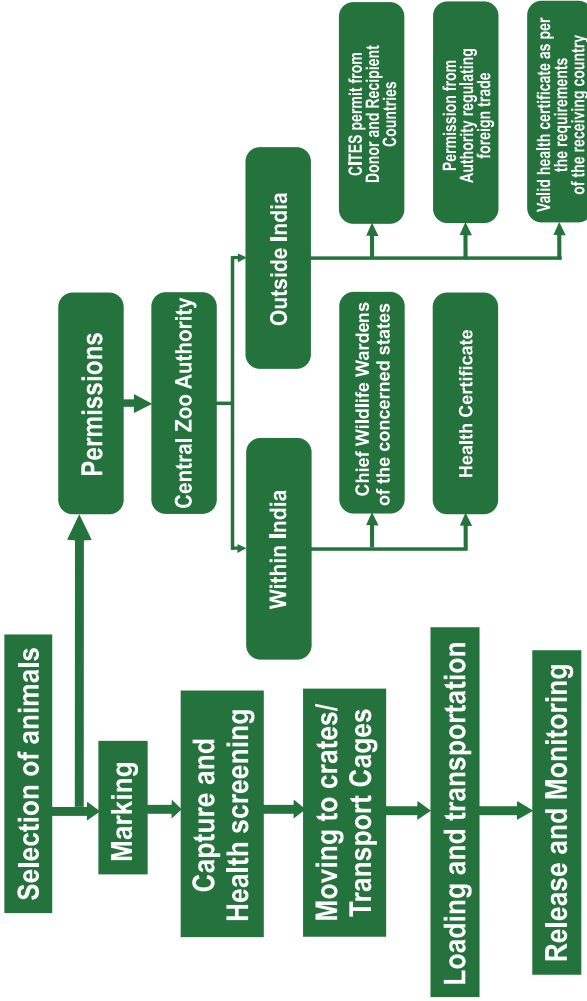 Selection of animals
Marking
Capture and
Health screening
Moving to crates/
Transport Cages
Loading and transportation
Release and Monitoring
Permissions
Central Zoo Authority
Within India
Chief Wildlife Wardens
of the concerned states
Health Certificate
Outside India
CITES permit from
Donor and Recipient
Countries
Permission from
Authority regulating
foreign trade
Valid health certificate as per
the requirements
of the receiving country